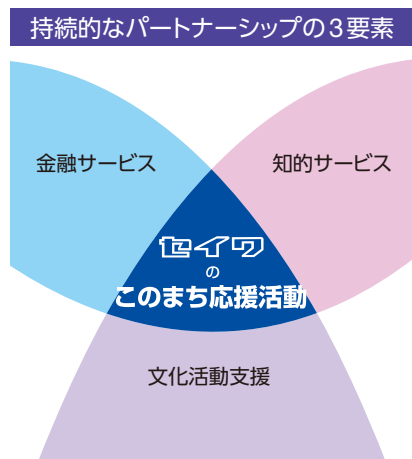 持続的なパートナーシップの3要素
金融サービス
知的サービス
セイワ
の
このまち応援活動
文化活動支援